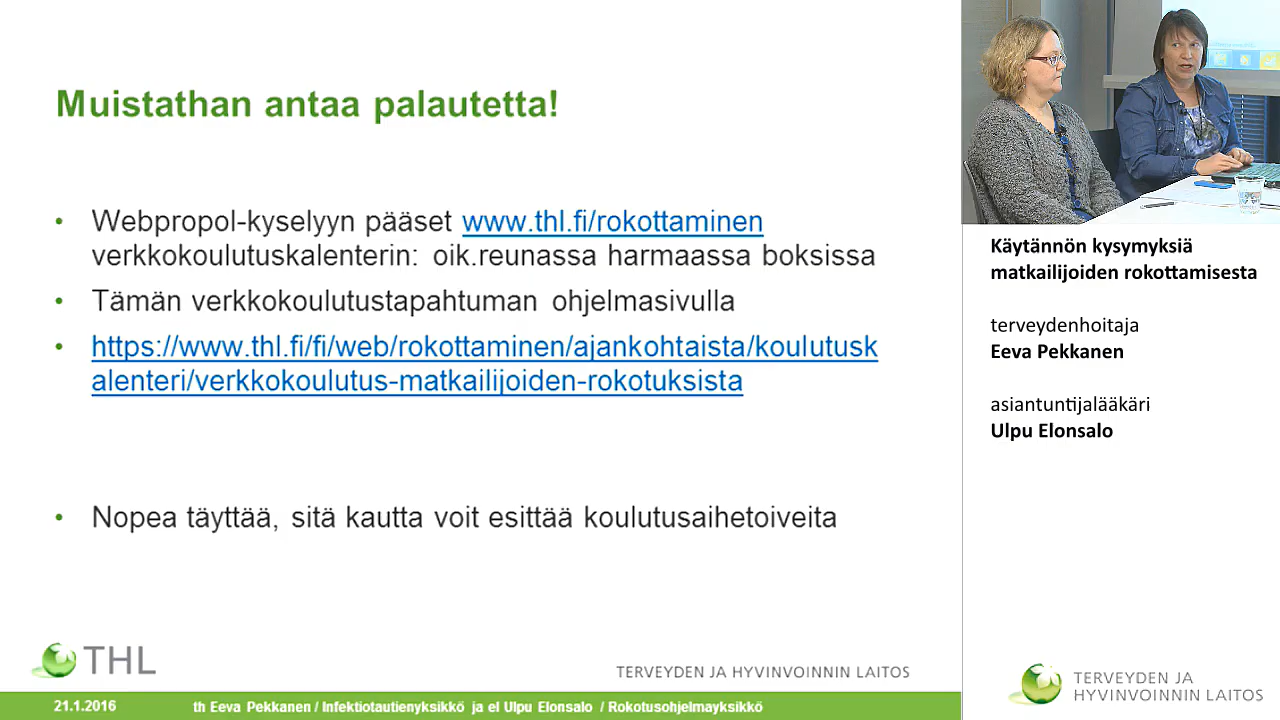 Muistathan antaa palautetta!
• Webpropol-kyselyyn pääset www.thl.fi/rokottaminen
verkkokoulutuskalenterin: oik.reunassa harmaassa boksissa
• Tämän verkkokoulutustapahtuman ohjelmasivulla
• https://www.thl.fi/fi/web/rokottaminen/ajankohtaista/koulutusk
alenteri/verkkokoulutus-matkailijoiden-rokotuksista
• Nopea täyttää, sitä kautta voit esittää koulutusaihetoiveita
THL
TERVEYDEN JA HYVINVOINNIN LAITOS
21.1.2016
th Eeva Pekkanen / Infektiotautienyksikkö ja el Ulpu Elonsalo / Rokotusohjelmayksikkö
Käytännön kysymyksiä
matkailijoiden rokottamisesta
terveydenhoitaja
Eeva Pekkanen
asiantuntijalääkäri
Ulpu Elonsalo
TERVEYDEN JA
HYVINVOINNIN LAITOS